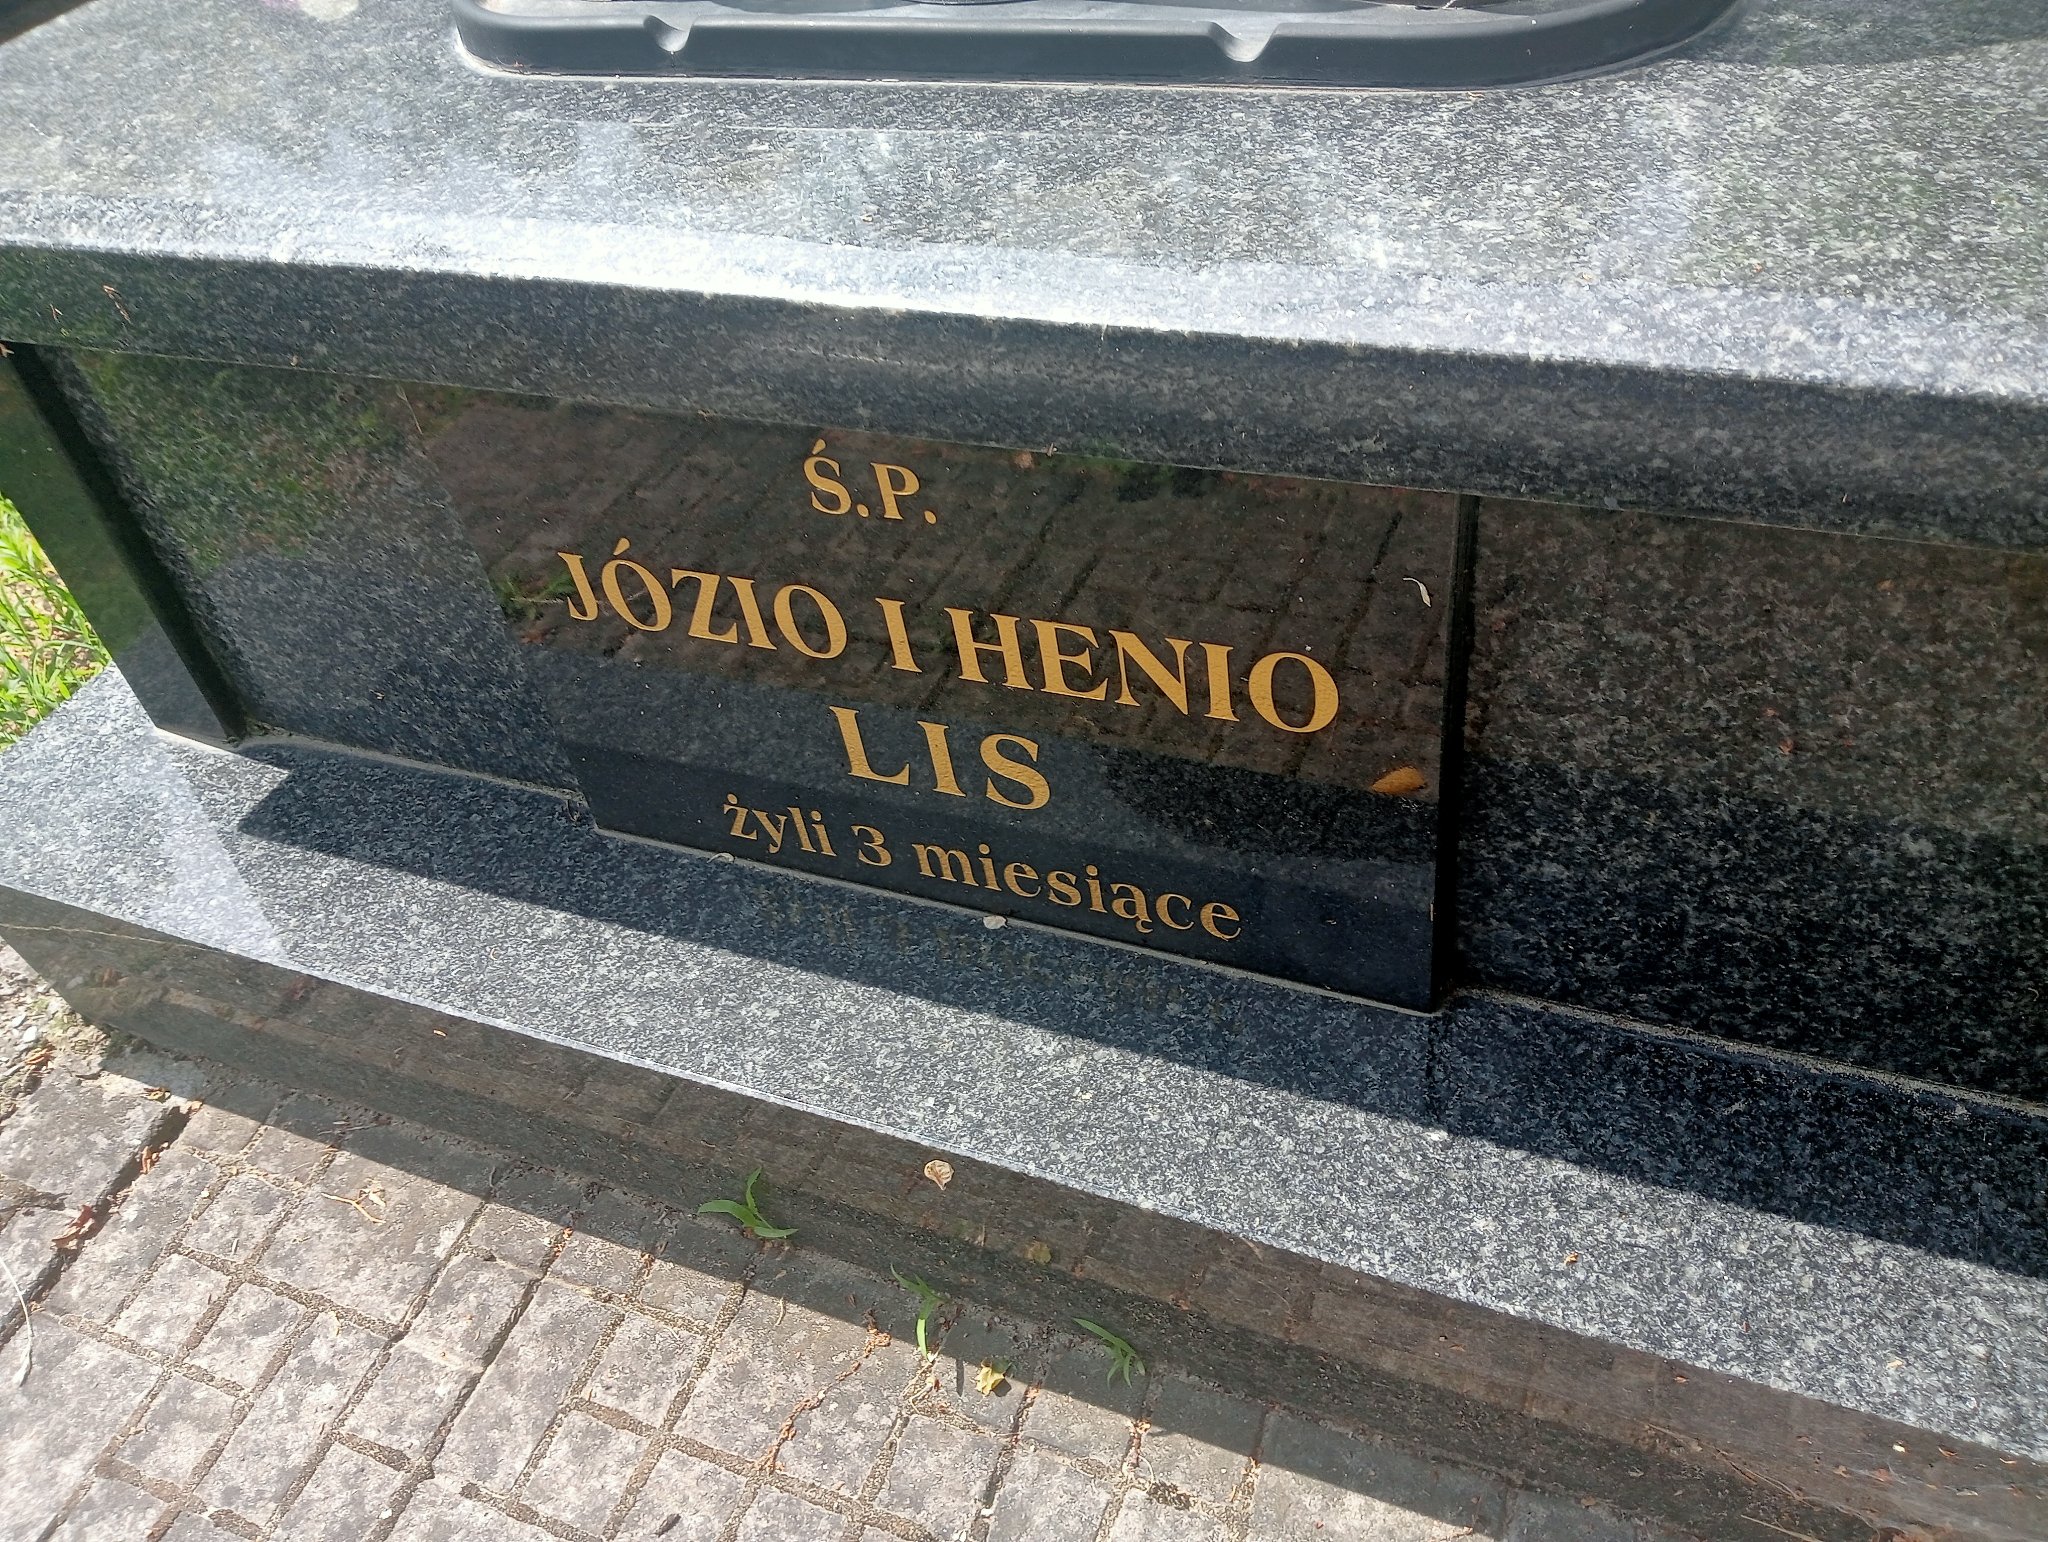 Ś.P.
JÓZIO I HENIO
LIS
żyli 3 miesiące